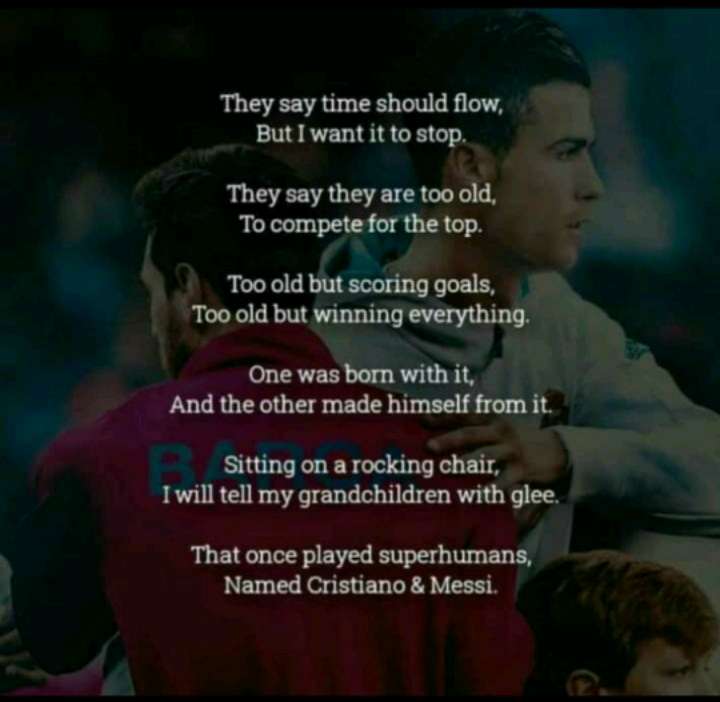 They say time should flow,
But I want it to stop.
They say they are too old,
To compete for the top.
Too old but scoring goals,
Too old but winning everything.
One was born with it,
And the other made himself from it.
Sitting on a rocking chair,
I will tell my grandchildren with glee.
That once played superhumans,
Named Cristiano & Messi.